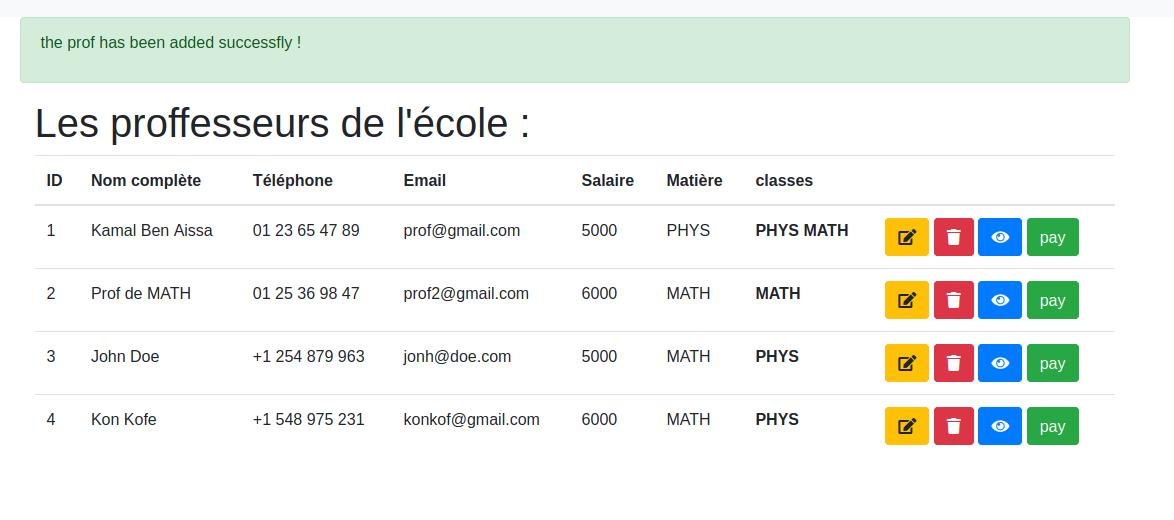 the prof has been added successfly !
Les proffesseurs de l'école :
ID Nom complète Téléphone Email Salaire Matière classes
1 Kamal Ben Aissa 01 23 65 47 89 prof@gmail.com 5000 PHYS PHYS MATH pay
2 Prof de MATH 01 25 36 98 47 prof2@gmail.com 6000 MATH MATH pay
3 John Doe +1 254 879 963 jonh@doe.com 5000 MATH PHYS pay
4 Kon Kofe +1 548 975 231 konkof@gmail.com 6000 MATH PHYS pay